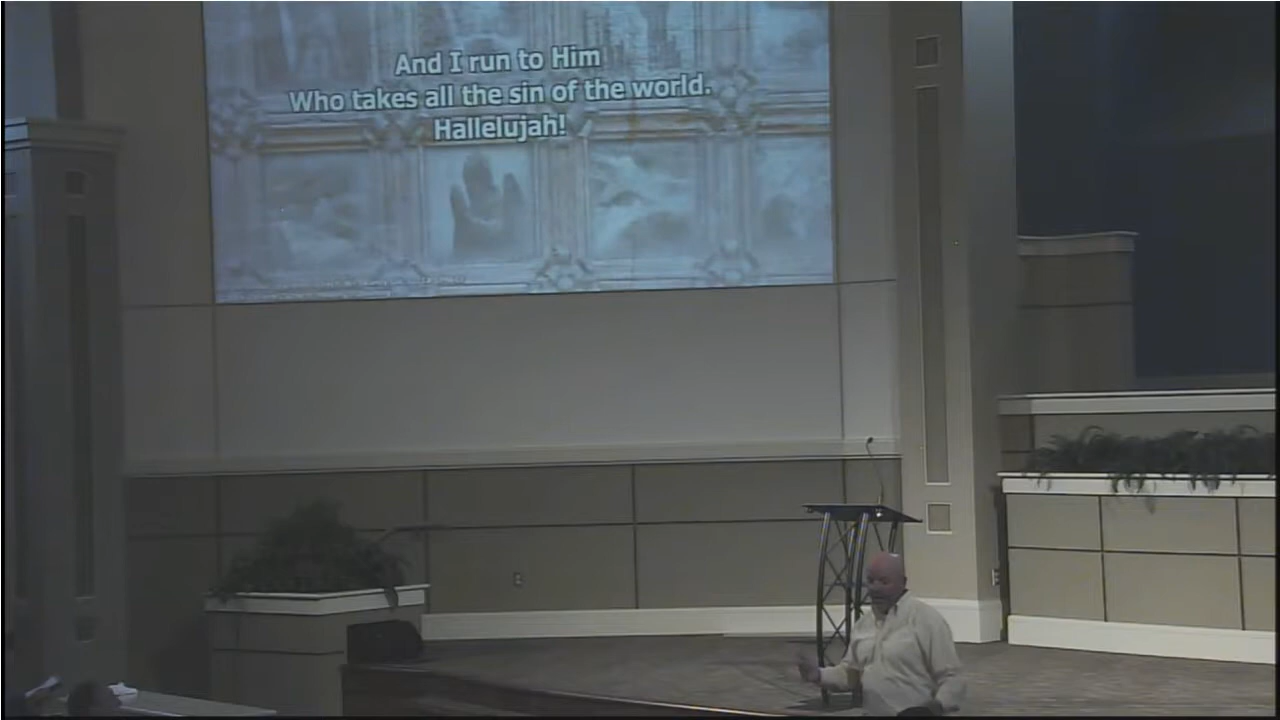 And I run to Him
Who takes all the sin of the world.
Hallelujah!